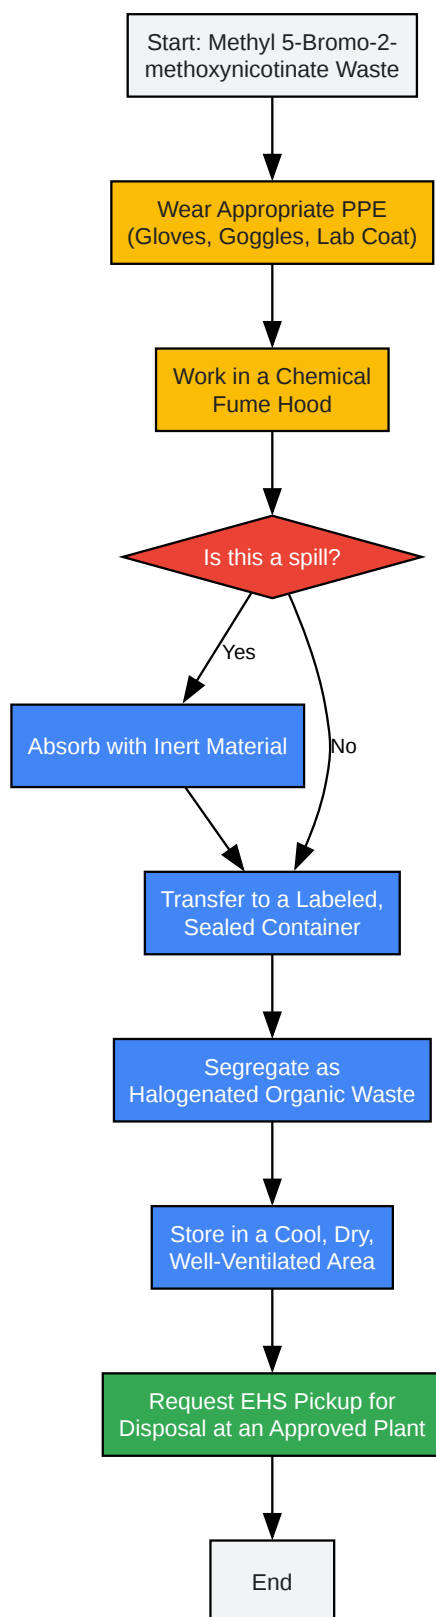 Start: Methyl 5-Bromo-2-
methoxynicotinate Waste
Wear Appropriate PPE
(Gloves, Goggles, Lab Coat)
Work in a Chemical
Fume Hood
Is this a spill?
Yes
Absorb with Inert Material
No
Transfer to a Labeled,
Sealed Container
Segregate as
Halogenated Organic Waste
Store in a Cool, Dry,
Well-Ventilated Area
Request EHS Pickup for
Disposal at an Approved Plant
End